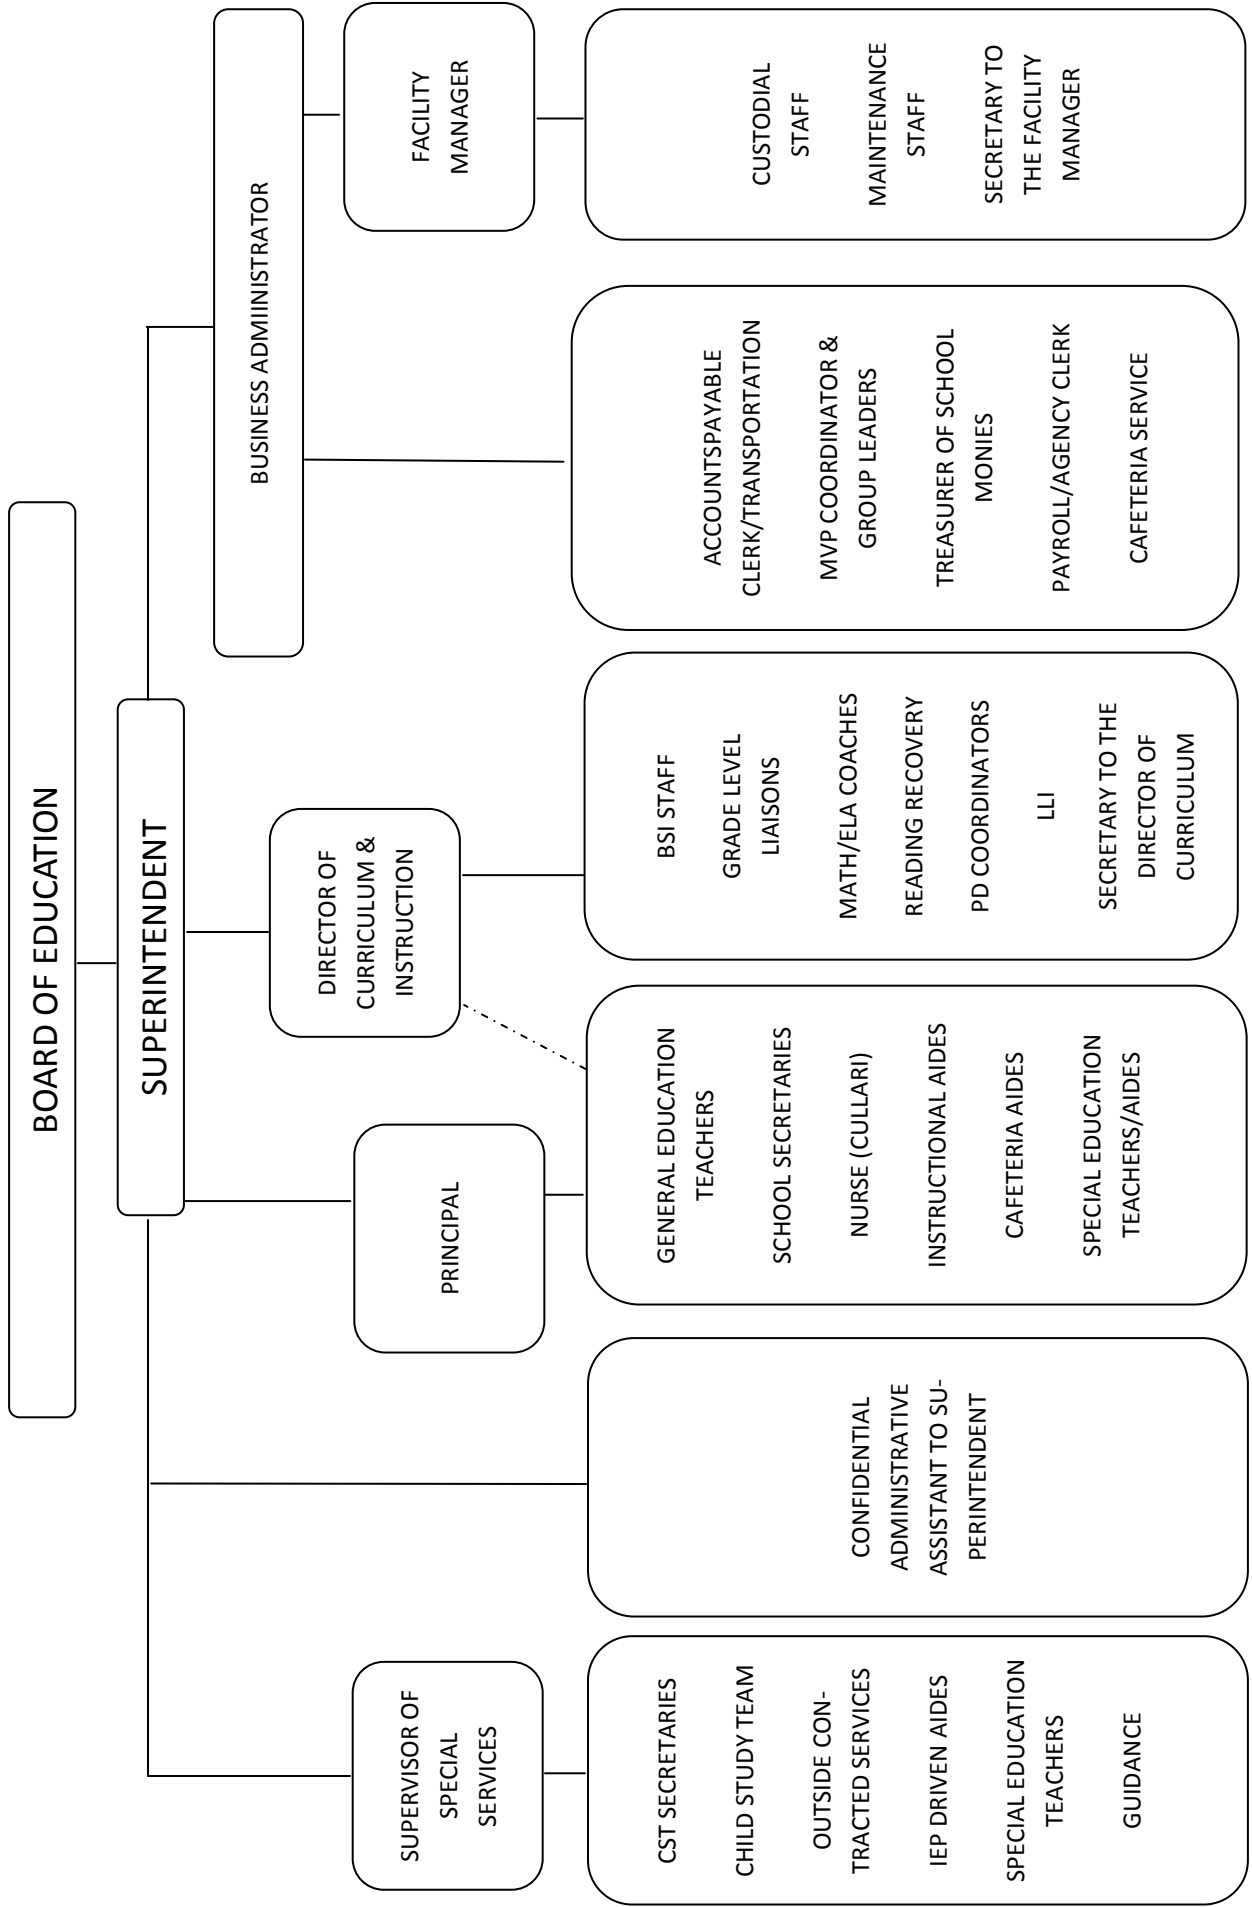 BOARD OF EDUCATION
SUPERINTENDENT
BUSINESS ADMIINISTRATOR
SUPERVISOR OF
SPECIAL
SERVICES
PRINCIPAL
DIRECTOR OF
CURRICULUM &
INSTRUCTION
FACILITY
MANAGER
CST SECRETARIES
CHILD STUDY TEAM
OUTSIDE CON-
TRACTED SERVICES
IEP DRIVEN AIDES
SPECIAL EDUCATION
TEACHERS
GUIDANCE
CONFIDENTIAL
ADMINISTRATIVE
ASSISTANT TO SU-
PERINTENDENT
GENERAL EDUCATION
TEACHERS
SCHOOL SECRETARIES
NURSE (CULLARI)
INSTRUCTIONAL AIDES
CAFETERIA AIDES
SPECIAL EDUCATION
TEACHERS/AIDES
BSI STAFF
GRADE LEVEL
LIAISONS
MATH/ELA COACHES
READING RECOVERY
PD COORDINATORS
LLI
SECRETARY TO THE
DIRECTOR OF
CURRICULUM
ACCOUNTSPAYABLE
CLERK/TRANSPORTATION
MVP COORDINATOR &
GROUP LEADERS
TREASURER OF SCHOOL
MONIES
PAYROLL/AGENCY CLERK
CAFETERIA SERVICE
CUSTODIAL
STAFF
MAINTENANCE
STAFF
SECRETARY TO
THE FACILITY
MANAGER